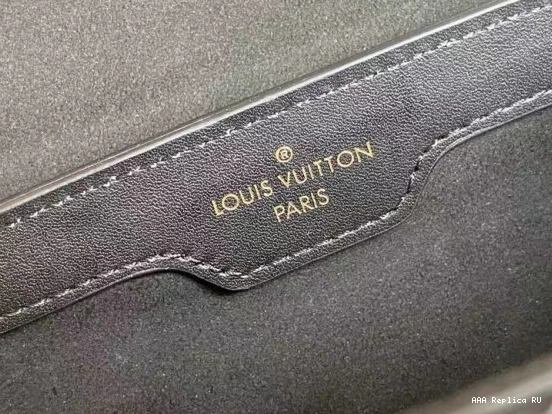 ®
LOUIS VUITTON
PARIS
AAA Replica RU